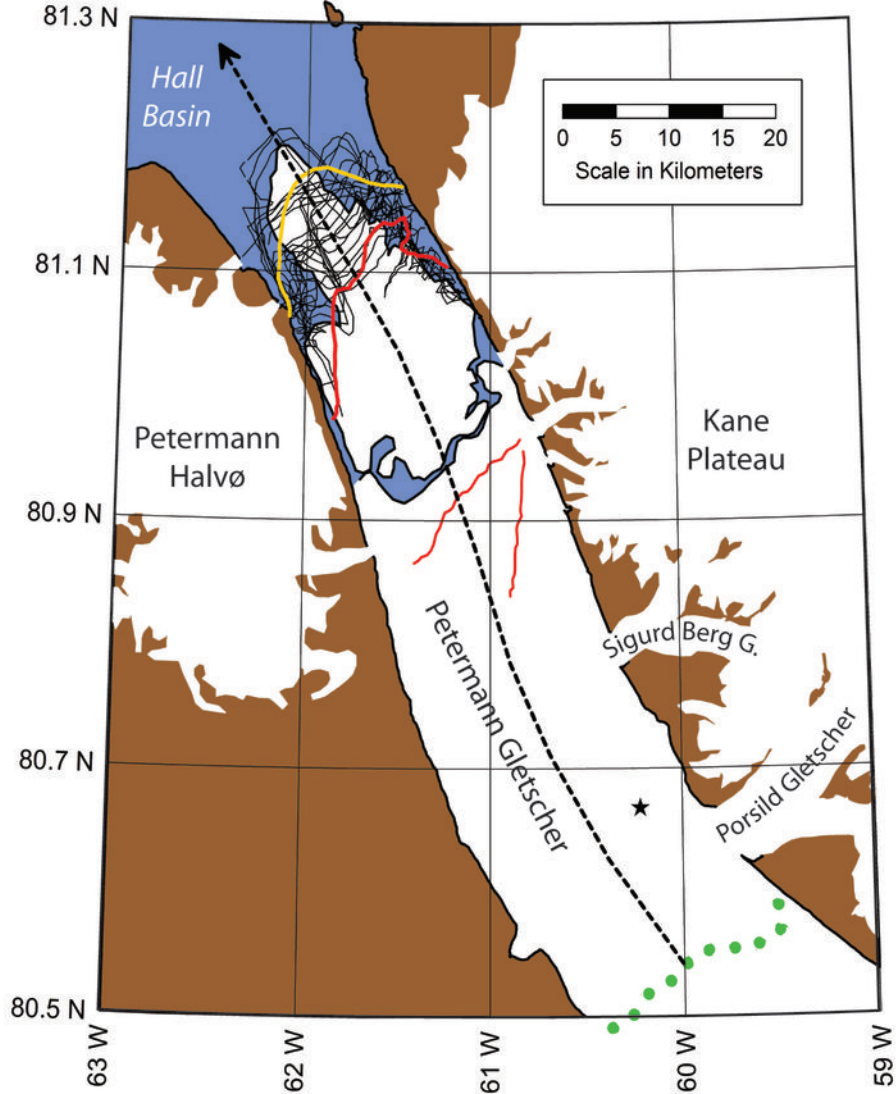 81.3 N
Hall
Basin
0 5 10 15 20
Scale in Kilometers
81.1 N
Petermann
Halvø
Kane
Plateau
80.9 N
Sigurd Berg G.
Petermann Gletscher
80.7 N
Porsild Gletscher
80.5 N
63 W 62 W 61 W 60 W 59 W